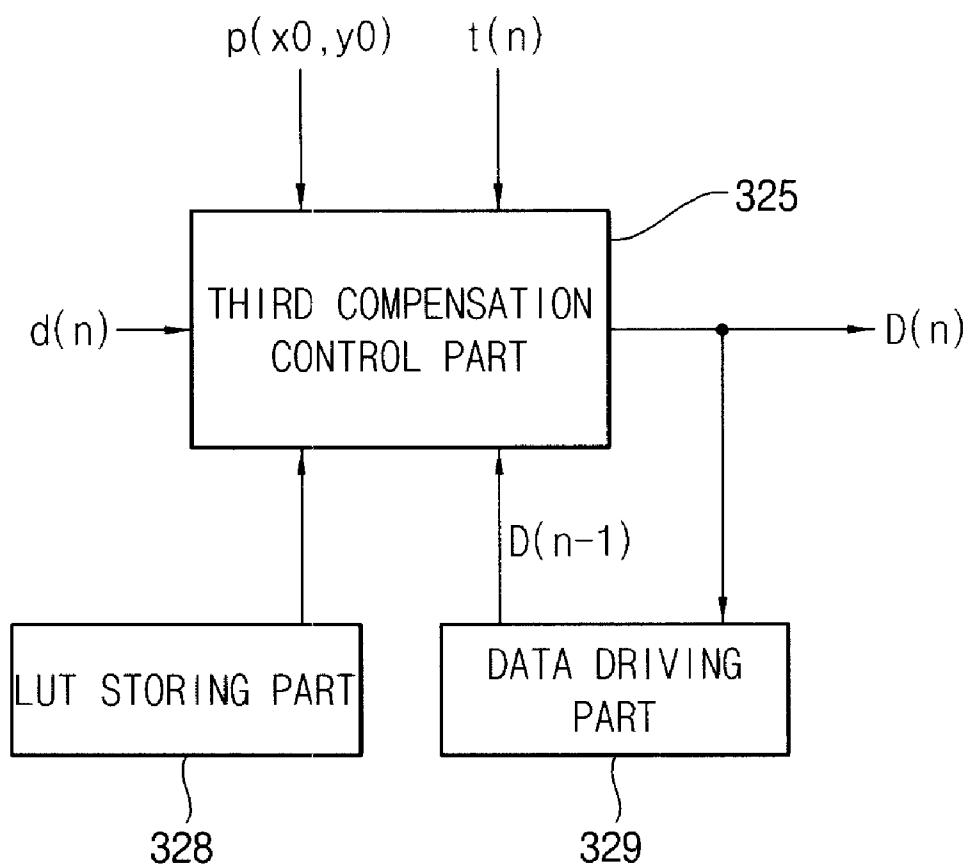 p(x0,y0)
t(n)
325
THIRD COMPENSATION
CONTROL PART
d(n)
D(n)
D(n-1)
LUT STORING PART
DATA DRIVING
PART
328
329